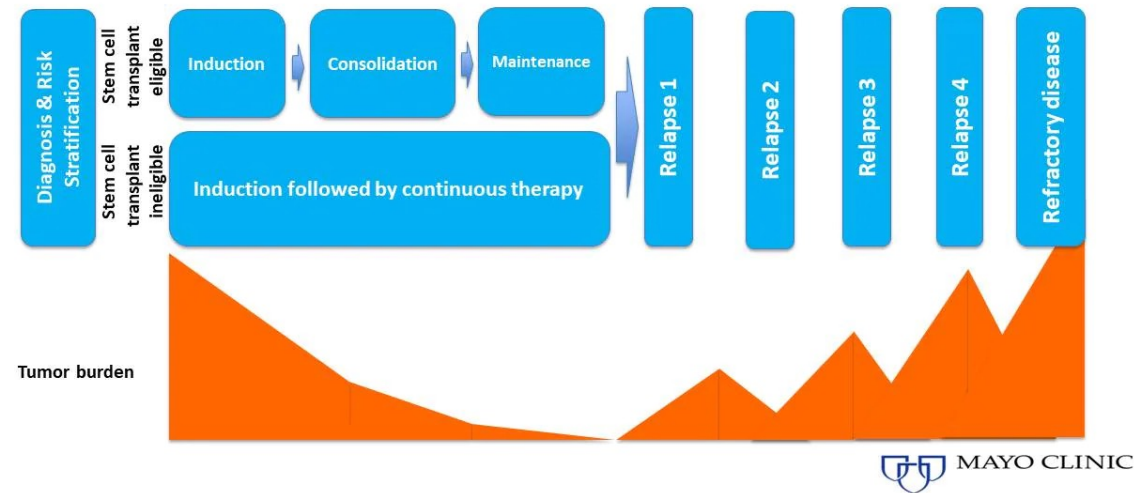 Diagnosis & Risk
Stratification
Stem cell
transplant
eligible
Induction
Consolidation
Maintenance
Stem cell
transplant
ineligible
Induction followed by continuous therapy
Relapse 1
Relapse 2
Relapse 3
Relapse 4
Refractory disease
Tumor burden
MAYO CLINIC